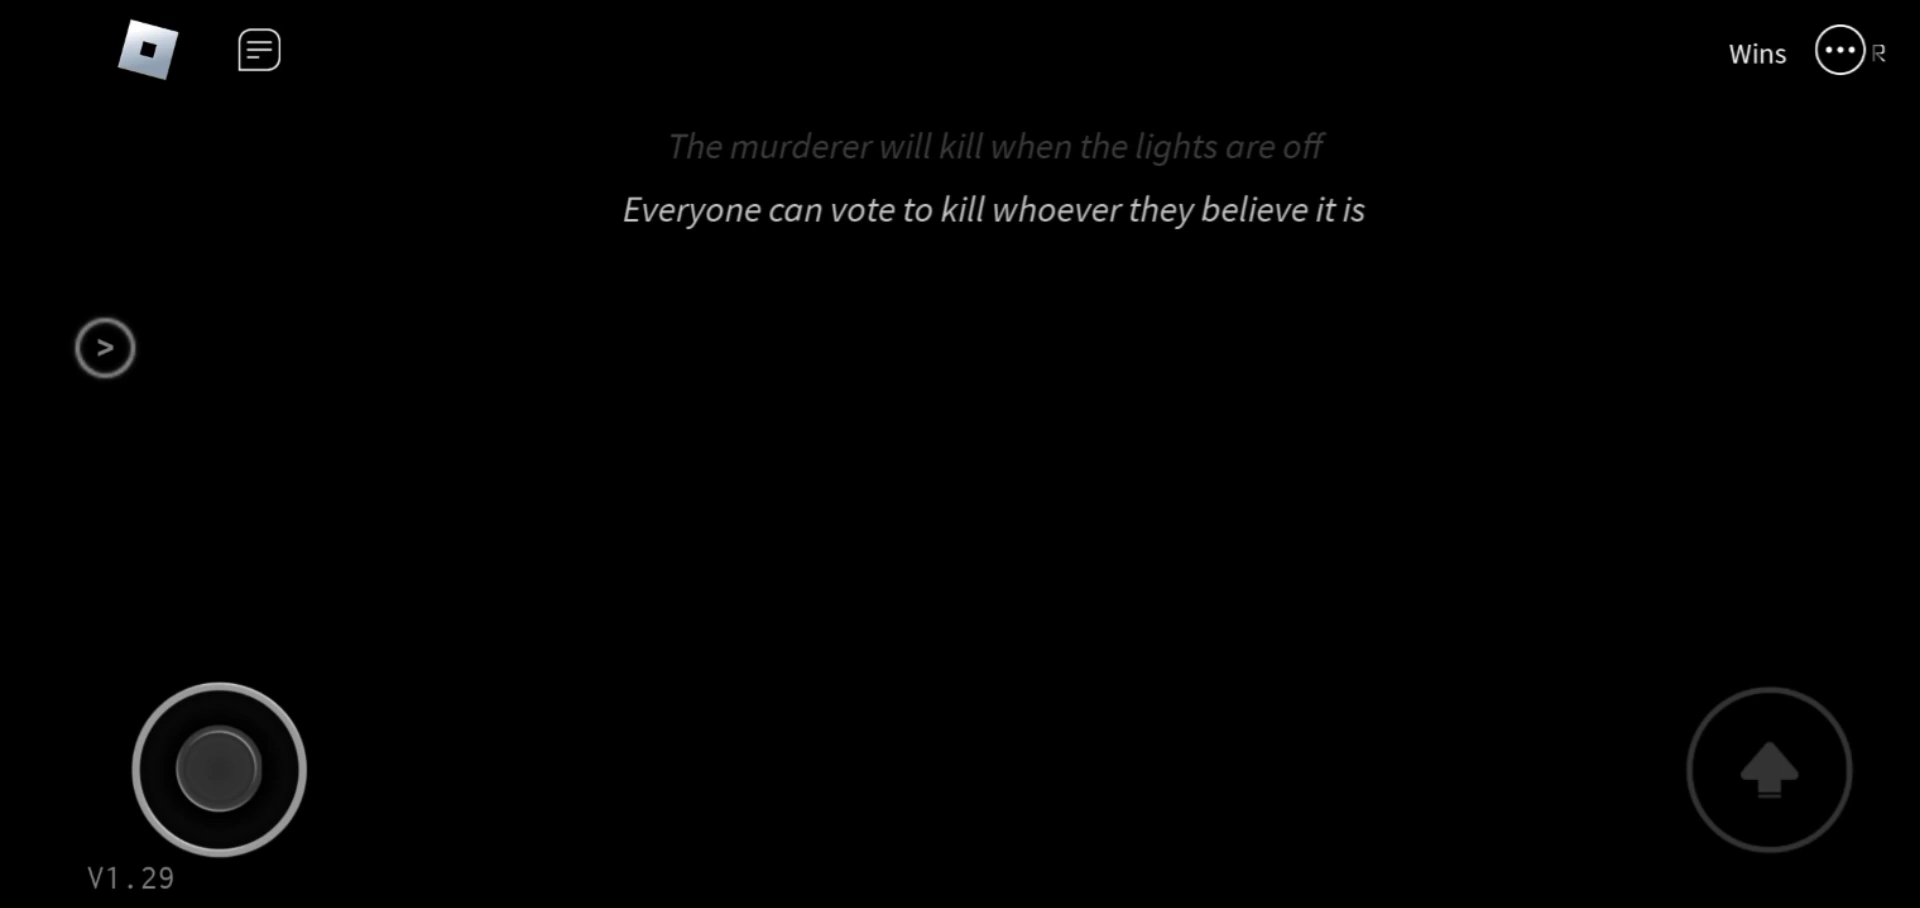 Wins
R
The murderer will kill when the lights are off
Everyone can vote to kill whoever they believe it is
>
V1.29